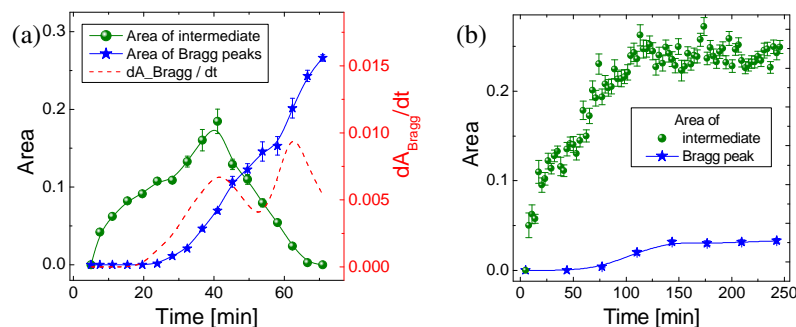 (a)
Area of intermediate
Area of Bragg peaks
dA_Bragg / dt
0.3
0.2
0.1
0.0
Area
0.015
0.010
0.005
0.000
dA_Bragg/dt
0 20 40 60
Time [min]
(b)
0.3
0.2
0.1
0.0
Area
Area of
intermediate
Bragg peak
0 50 100 150 200 250
Time [min]